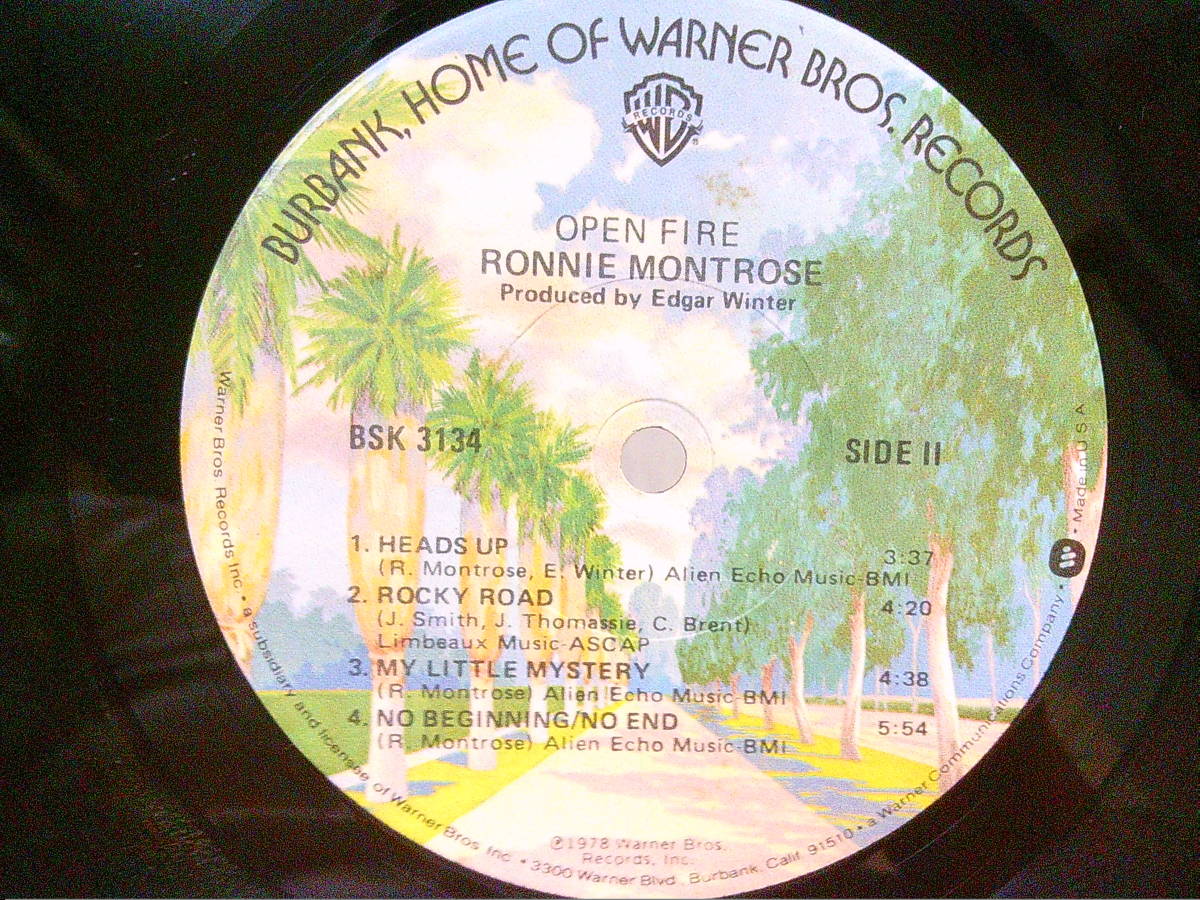 BURBANK, HOME OF WARNER BROS. RECORDS
WB
RECORDS
®
OPEN FIRE
RONNIE MONTROSE
Produced by Edgar Winter
BSK 3134
SIDE II
1. HEADS UP 3:37
(R. Montrose, E. Winter) Alien Echo Music-BMI
2. ROCKY ROAD 4:20
(J. Smith, J. Thomassie, C. Brent)
Limbeaux Music-ASCAP
3. MY LITTLE MYSTERY 4:38
(R. Montrose) Alien Echo Music-BMI
4. NO BEGINNING/NO END 5:54
(R. Montrose) Alien Echo Music-BMI
℗1978 Warner Bros.
Records, Inc.
Warner Bros Records Inc. • a subsidiary and licensee of Warner Bros Inc. • 3300 Warner Blvd., Burbank, Calif. 91510 • a Warner Communications Company • Made in U.S.A.